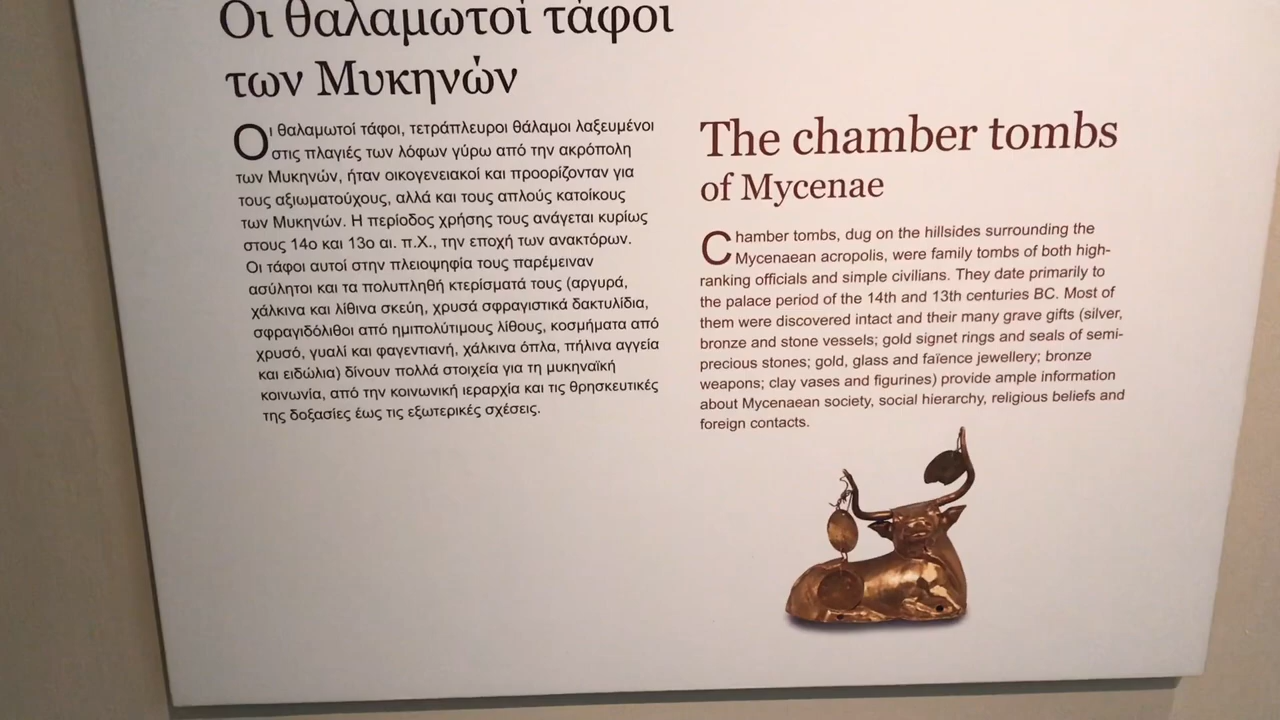 Οι θαλαμωτοί τάφοι
των Μυκηνών
Οι θαλαμωτοί τάφοι, τετράπλευροι θάλαμοι λαξευμένοι
στις πλαγιές των λόφων γύρω από την ακρόπολη
των Μυκηνών, ήταν οικογενειακοί και προορίζονταν για
τους αξιωματούχους, αλλά και τους απλούς κατοίκους
των Μυκηνών. Η περίοδος χρήσης τους ανάγεται κυρίως
στους 14ο και 13ο αι. π.Χ., την εποχή των ανακτόρων.
Οι τάφοι αυτοί στην πλειοψηφία τους παρέμειναν
ασύλητοι και τα πολυπληθή κτερίσματά τους (αργυρά,
χάλκινα και λίθινα σκεύη, χρυσά σφραγιστικά δακτυλίδια,
σφραγιδόλιθοι από ημιπολύτιμους λίθους, κοσμήματα από
χρυσό, γυαλί και φαγεντιανή, χάλκινα όπλα, πήλινα αγγεία
και ειδώλια) δίνουν πολλά στοιχεία για τη μυκηναϊκή
κοινωνία, από την κοινωνική ιεραρχία και τις θρησκευτικές
της δοξασίες έως τις εξωτερικές σχέσεις.
The chamber tombs
of Mycenae
Chamber tombs, dug on the hillsides surrounding the
Mycenaean acropolis, were family tombs of both high-
ranking officials and simple civilians. They date primarily to
the palace period of the 14th and 13th centuries BC. Most of
them were discovered intact and their many grave gifts (silver,
bronze and stone vessels; gold signet rings and seals of semi-
precious stones; gold, glass and faïence jewellery; bronze
weapons; clay vases and figurines) provide ample information
about Mycenaean society, social hierarchy, religious beliefs and
foreign contacts.